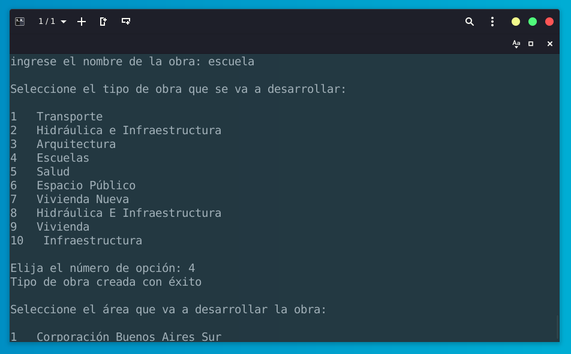 1 / 1
Aa
ingrese el nombre de la obra: escuela
Seleccione el tipo de obra que se va a desarrollar:
1   Transporte
2   Hidráulica e Infraestructura
3   Arquitectura
4   Escuelas
5   Salud
6   Espacio Público
7   Vivienda Nueva
8   Hidráulica E Infraestructura
9   Vivienda
10   Infraestructura
Elija el número de opción: 4
Tipo de obra creada con éxito
Seleccione el área que va a desarrollar la obra:
1   Corporación Buenos Aires Sur